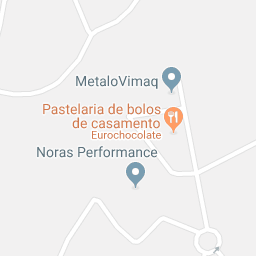 MetaloVimaq
Pastelaria de bolos
de casamento
Eurochocolate
Noras Performance